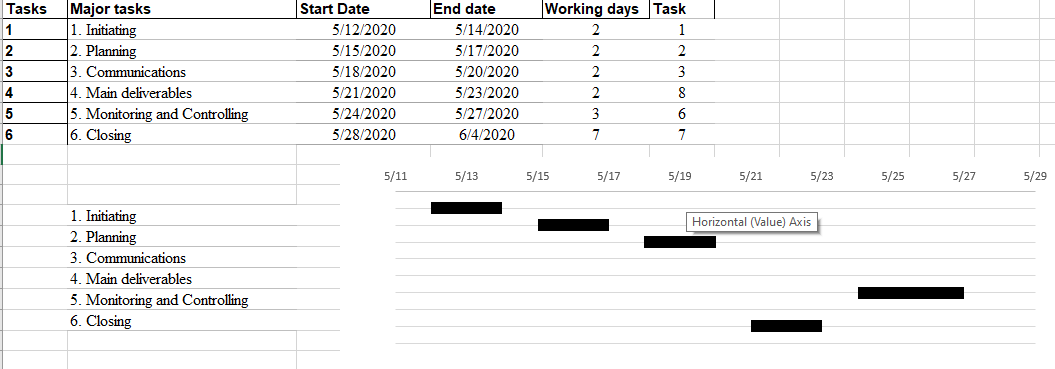 Tasks Major tasks Start Date End date Working days Task
1 1. Initiating 5/12/2020 5/14/2020 2 1
2 2. Planning 5/15/2020 5/17/2020 2 2
3 3. Communications 5/18/2020 5/20/2020 2 3
4 4. Main deliverables 5/21/2020 5/23/2020 2 8
5 5. Monitoring and Controlling 5/24/2020 5/27/2020 3 6
6 6. Closing 5/28/2020 6/4/2020 7 7
5/11 5/13 5/15 5/17 5/19 5/21 5/23 5/25 5/27 5/29
1. Initiating
Horizontal (Value) Axis
2. Planning
3. Communications
4. Main deliverables
5. Monitoring and Controlling
6. Closing